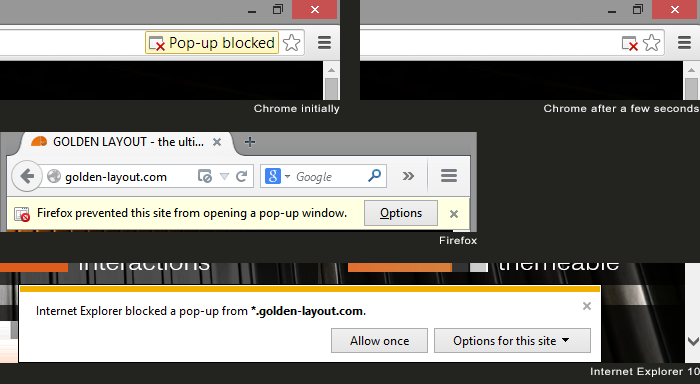 Pop-up blocked
Chrome initially
Chrome after a few seconds
GOLDEN LAYOUT - the ulti...
golden-layout.com
8 Google
Firefox prevented this site from opening a pop-up window.
Options
Firefox
interactions
themeable
Internet Explorer blocked a pop-up from *.golden-layout.com.
Allow once
Options for this site
Internet Explorer 10